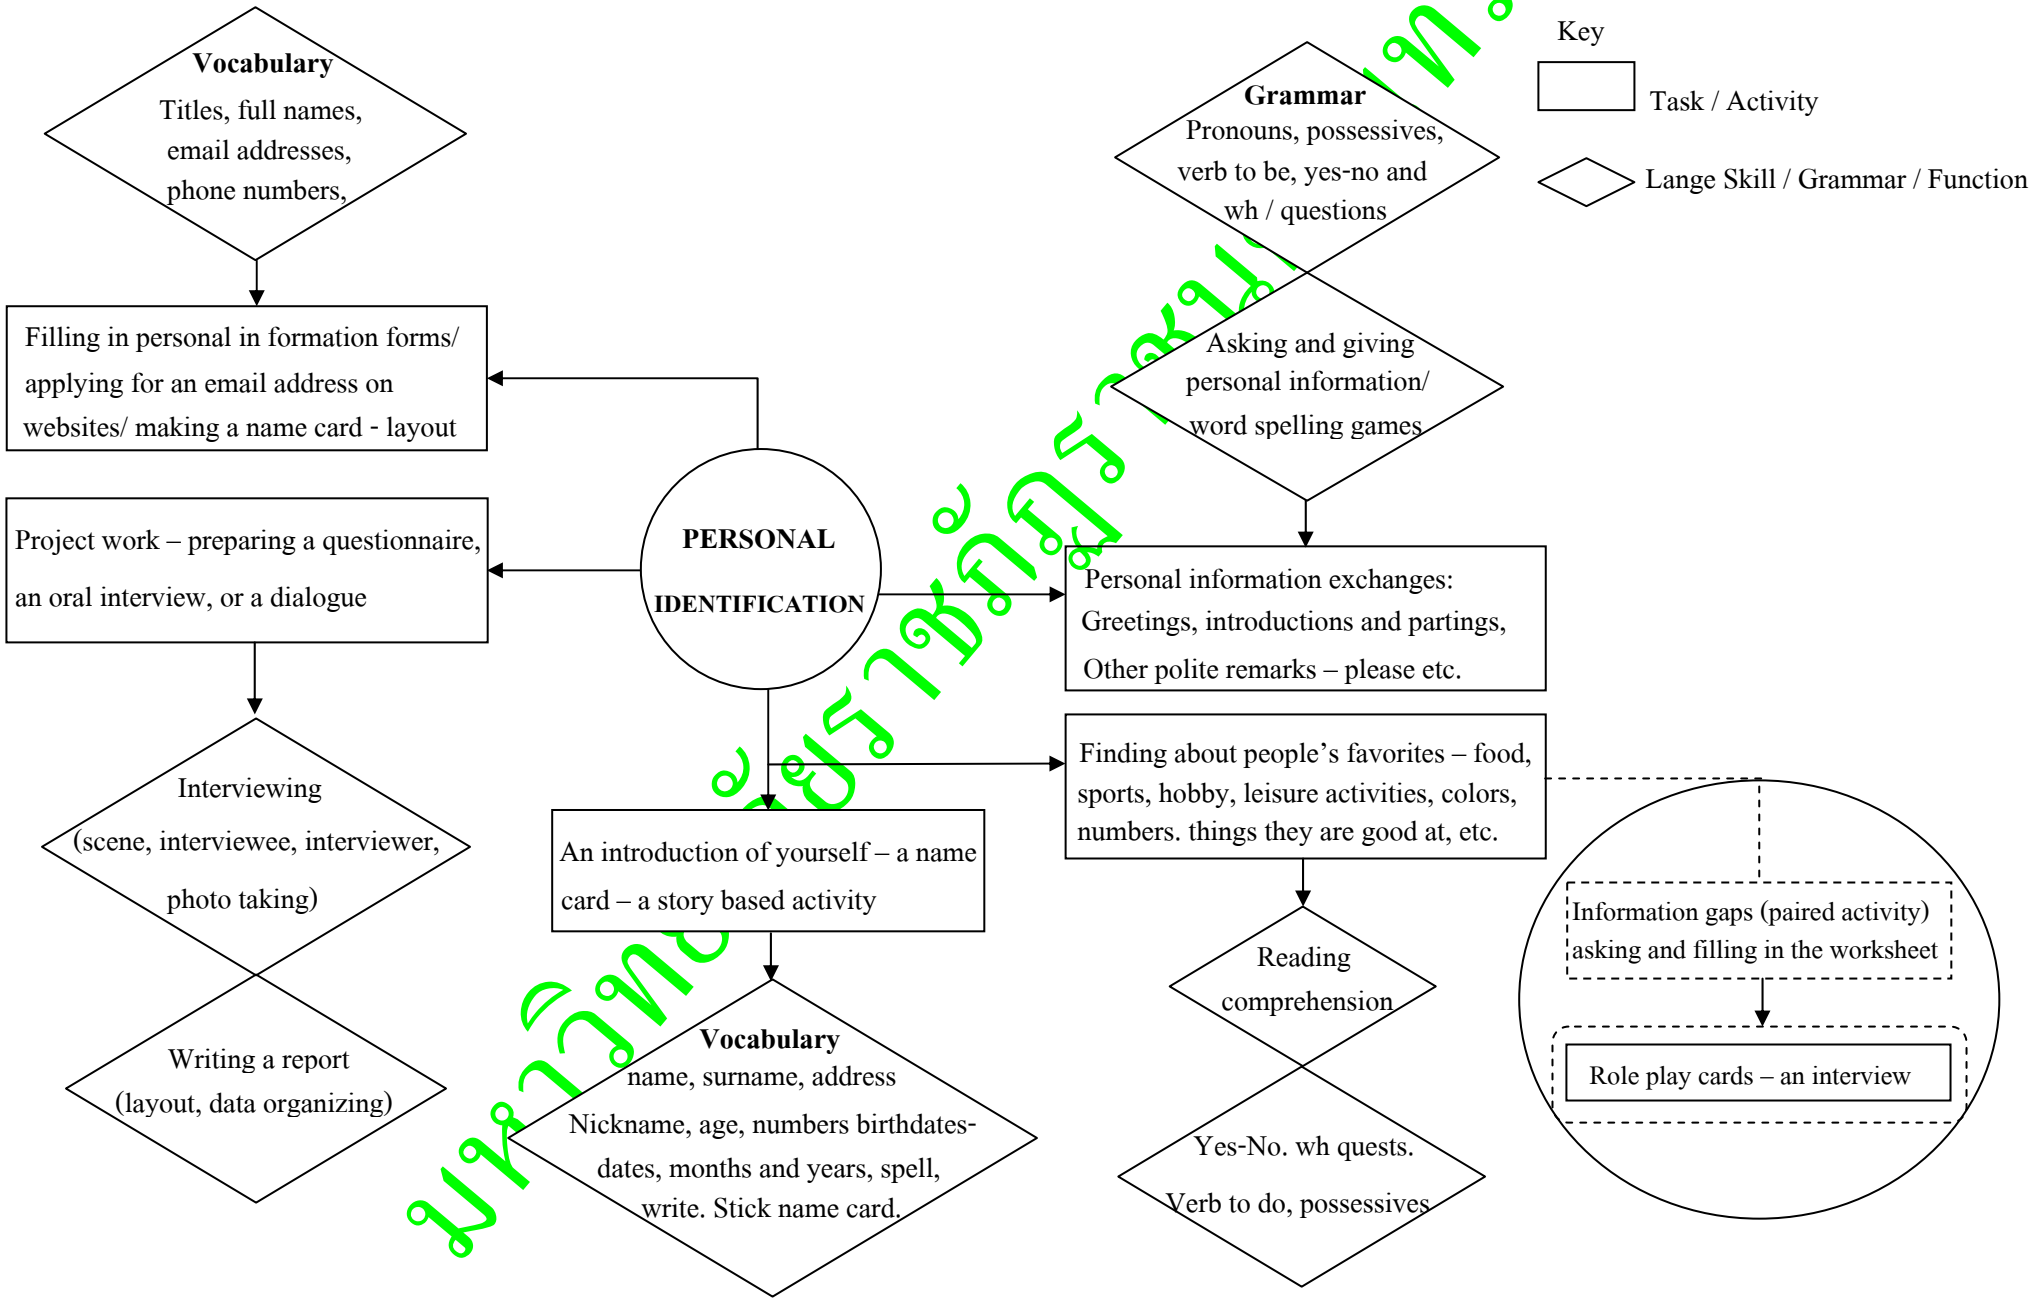 Vocabulary
Titles, full names,
email addresses,
phone numbers,
Filling in personal in formation forms/
applying for an email address on
websites/ making a name card - layout
Project work – preparing a questionnaire,
an oral interview, or a dialogue
Interviewing
(scene, interviewee, interviewer,
photo taking)
Writing a report
(layout, data organizing)
PERSONAL
IDENTIFICATION
An introduction of yourself – a name
card – a story based activity
Vocabulary
name, surname, address
Nickname, age, numbers birthdates-
dates, months and years, spell,
write. Stick name card.
Grammar
Pronouns, possessives,
verb to be, yes-no and
wh / questions
Asking and giving
personal information/
word spelling games
Personal information exchanges:
Greetings, introductions and partings,
Other polite remarks – please etc.
Finding about people’s favorites – food,
sports, hobby, leisure activities, colors,
numbers. things they are good at, etc.
Reading
comprehension
Yes-No. wh quests.
Verb to do, possessives
Key
Task / Activity
Lange Skill / Grammar / Function
Information gaps (paired activity)
asking and filling in the worksheet
Role play cards – an interview